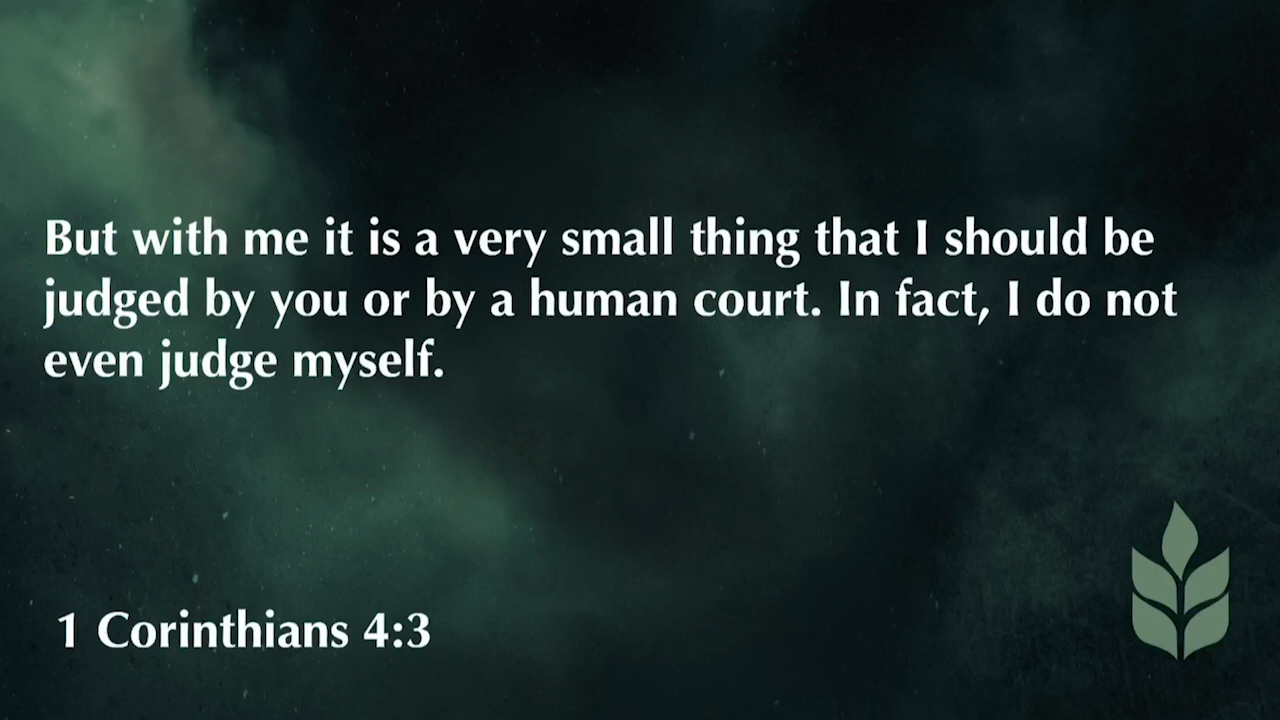 But with me it is a very small thing that I should be
judged by you or by a human court. In fact, I do not
even judge myself.
1 Corinthians 4:3